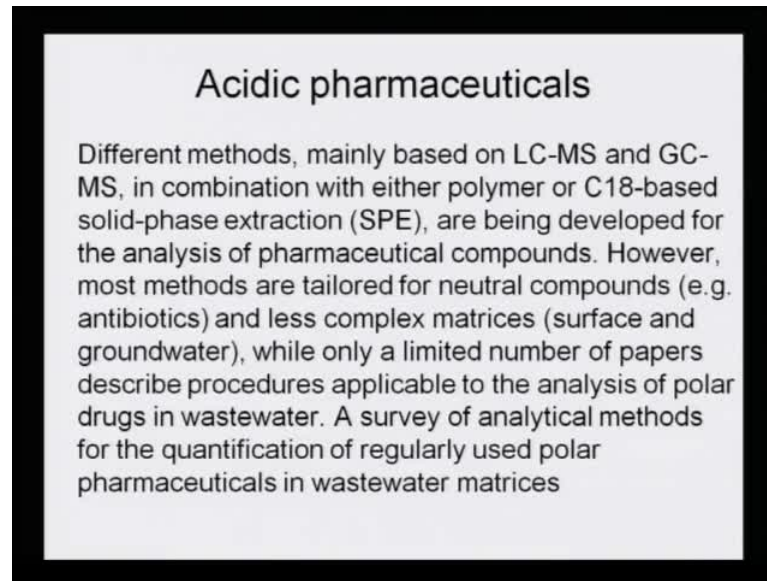 Acidic pharmaceuticals
Different methods, mainly based on LC-MS and GC-
MS, in combination with either polymer or C18-based
solid-phase extraction (SPE), are being developed for
the analysis of pharmaceutical compounds. However,
most methods are tailored for neutral compounds (e.g.
antibiotics) and less complex matrices (surface and
groundwater), while only a limited number of papers
describe procedures applicable to the analysis of polar
drugs in wastewater. A survey of analytical methods
for the quantification of regularly used polar
pharmaceuticals in wastewater matrices